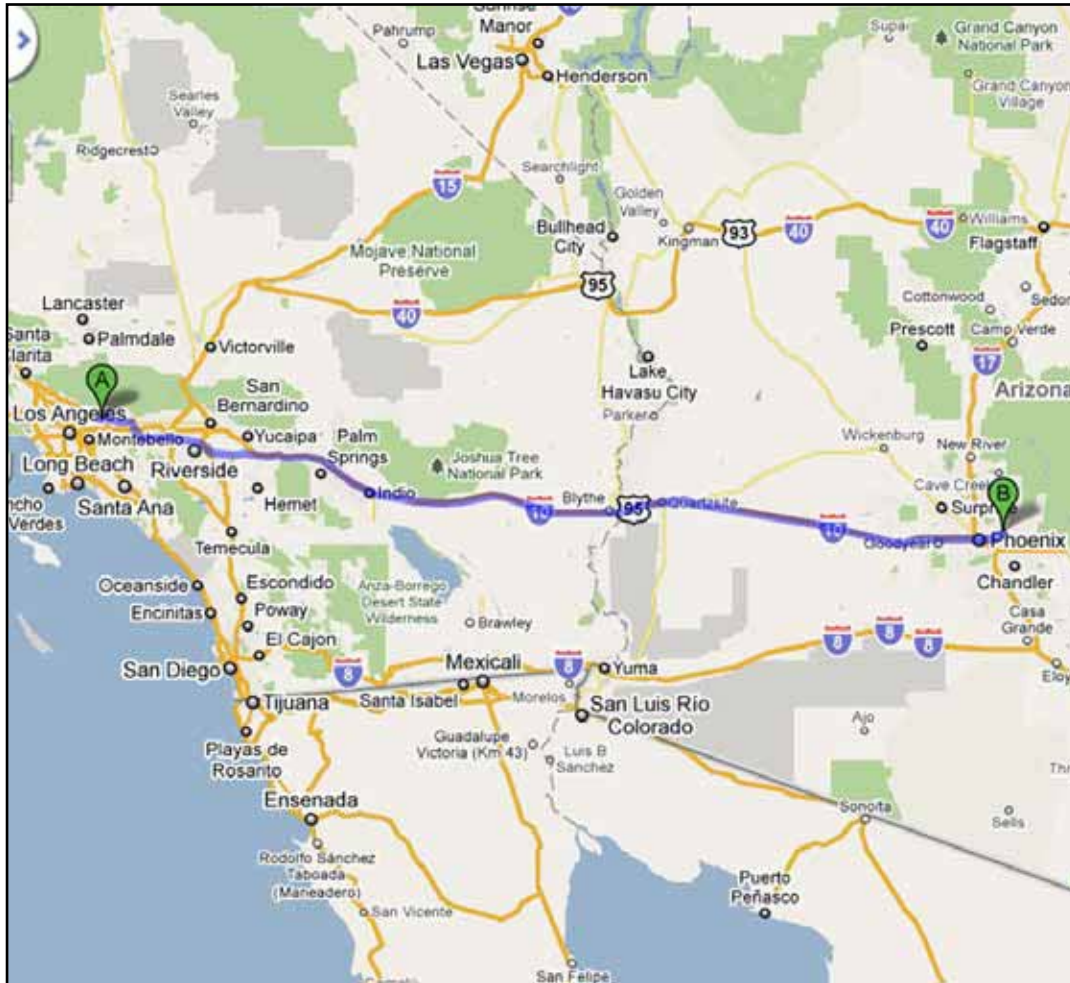 Sunrise
Manor
Pahrump
Las Vegas
Henderson
Supai
Grand Canyon
National Park
Grand Canyon
Village
Searles
Valley
Ridgecrest
15
Searchlight
Golden
Valley
Bullhead
City
Kingman
93
40
40
Williams
Flagstaff
Mojave National
Preserve
95
40
Lancaster
Palmdale
Santa
Clarita
Victorville
Cottonwood
Sedo
Prescott
Camp Verde
17
Arizona
Lake
Havasu City
Parker
A
San
Bernardino
Los Angeles
Montebello
Yucaipa
Palm
Springs
Riverside
Long Beach
Santa Ana
Hemet
Indio
Joshua Tree
National Park
10
Blythe
95
Quartzsite
10
Wickenburg
New River
Cave Creek
B
Surprise
Goodyear
Phoenix
Chandler
ncho
Verdes
Temecula
Oceanside
Escondido
Encinitas
Poway
El Cajon
Anza-Borrego
Desert State
Wilderness
Brawley
Casa
Grande
Eloy
8
8
8
8
8
San Diego
Tijuana
Mexicali
Santa Isabel
Morelos
Yuma
San Luis Río
Colorado
Playas de
Rosarito
Guadalupe
Victoria (Km 43)
Luis B
Sánchez
Ajo
Thr
Ensenada
Sonoita
Sells
Rodolfo Sánchez
Taboada
(Maneadero)
San Vicente
Puerto
Peñasco
San Felipe